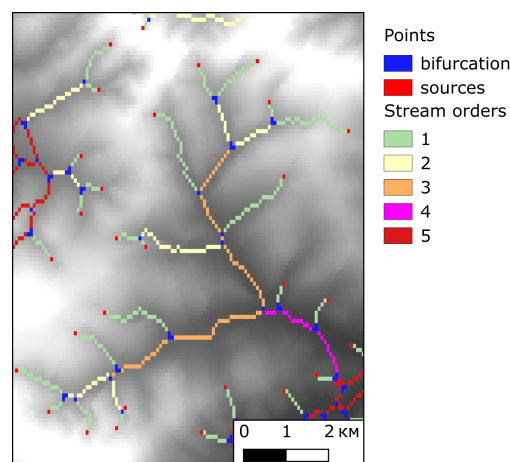 Points
bifurcation
sources
Stream orders
1
2
3
4
5
0 1 2 км